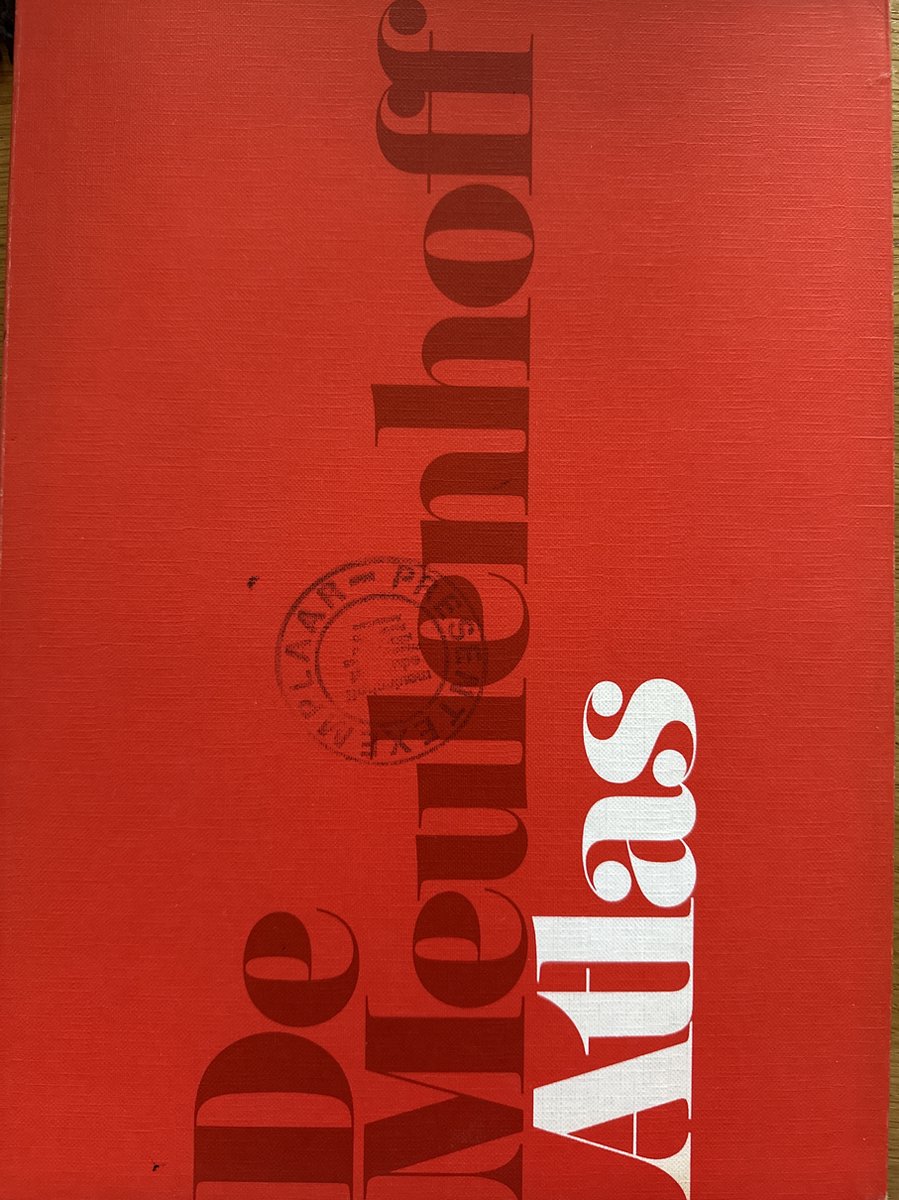 De
Meulenhoff
Atlas
PRESENTEXEMPLAAR